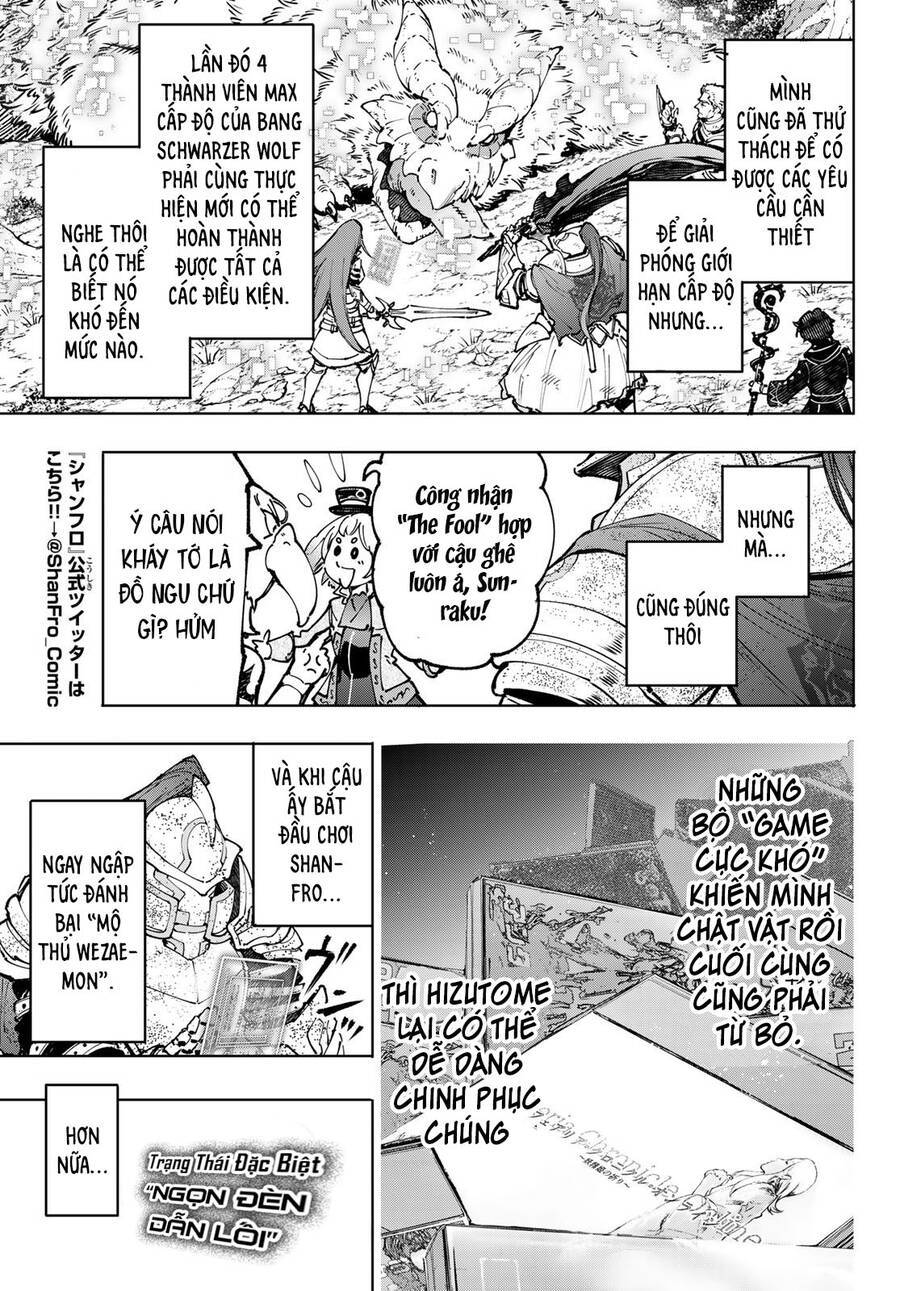 MÌNH
CŨNG ĐÃ THỬ
THÁCH ĐỂ CÓ
ĐƯỢC CÁC YÊU
CẦU CẦN
THIẾT
ĐỂ GIẢI
PHÓNG GIỚI
HẠN CẤP ĐỘ
NHƯNG...
LẦN ĐÓ 4
THÀNH VIÊN MAX
CẤP ĐỘ CỦA BANG
SCHWARZER WOLF
PHẢI CÙNG THỰC
HIỆN MỚI CÓ THỂ
HOÀN THÀNH
ĐƯỢC TẤT CẢ
CÁC ĐIỀU KIỆN.
NGHE THÔI
LÀ CÓ THỂ
BIẾT NÓ
KHÓ ĐẾN
MỨC NÀO.
NHƯNG
MÀ...
CŨNG ĐÚNG
THÔI
Công nhận
"The Fool" hợp
với cậu ghê
luôn á, Sun-
raku!
Ý CẬU NÓI
KHÁY TỚ LÀ
ĐỒ NGU CHỨ
GÌ? HỬM
『シャンフロ』公式ツイッターは
こうしき
こちら!!→@ShanFro_Comic
NHỮNG
BỘ "GAME
CỰC KHÓ"
KHIẾN MÌNH
CHẬT VẬT RỒI
CUỐI CÙNG
CŨNG PHẢI
TỪ BỎ.
THÌ HIZUTOME
LẠI CÓ THỂ
DỄ DÀNG
CHINH PHỤC
CHÚNG
VÀ KHI CẬU
ẤY BẮT
ĐẦU CHƠI
SHAN-
FRO...
NGAY NGẬP
TỨC ĐÁNH
BẠI "MỘ
THỦ WEZAE-
MON".
ヴン
HƠN
NỮA...
Trạng Thái Đặc Biệt
"NGỌN ĐÈN
DẪN LỐI"